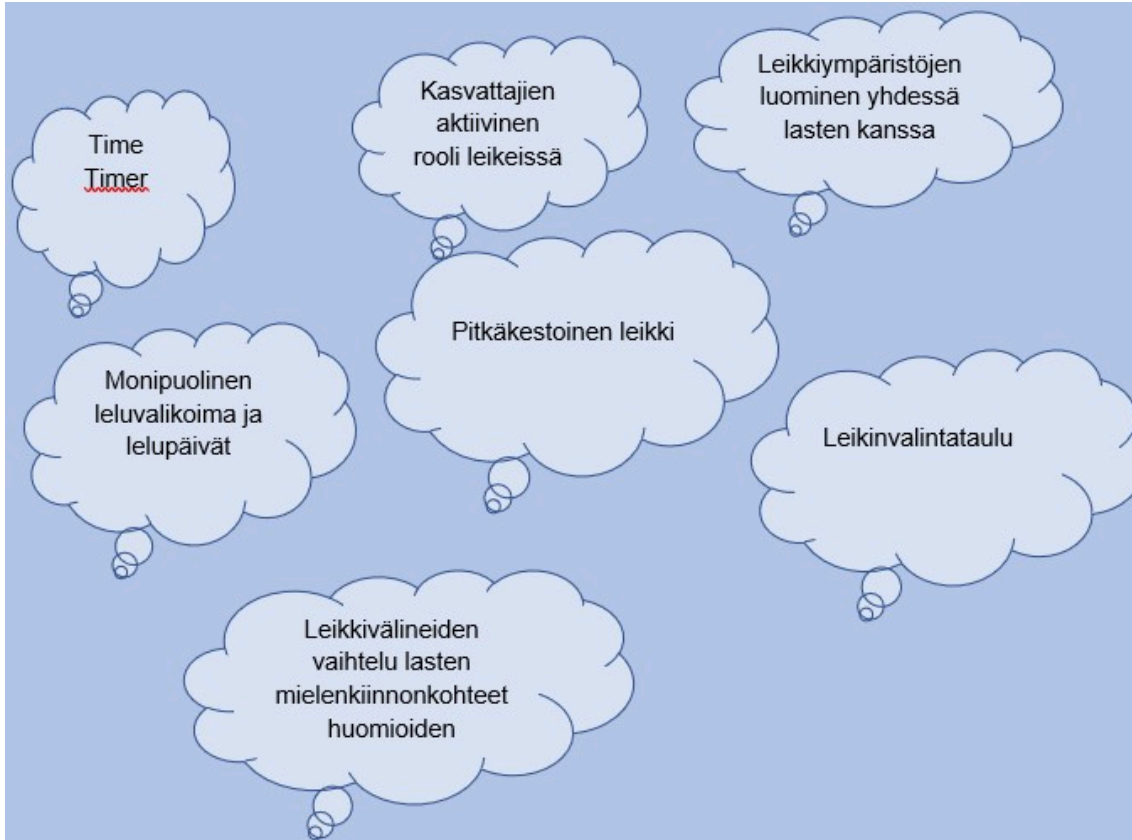 Time
Timer
Kasvattajien
aktiivinen
rooli leikeissä
Leikkiympäristöjen
luominen yhdessä
lasten kanssa
Monipuolinen
leluvalikoima ja
lelupäivät
Pitkäkestoinen leikki
Leikinvalintataulu
Leikkivälineiden
vaihtelu lasten
mielenkiinnonkohteet
huomioiden